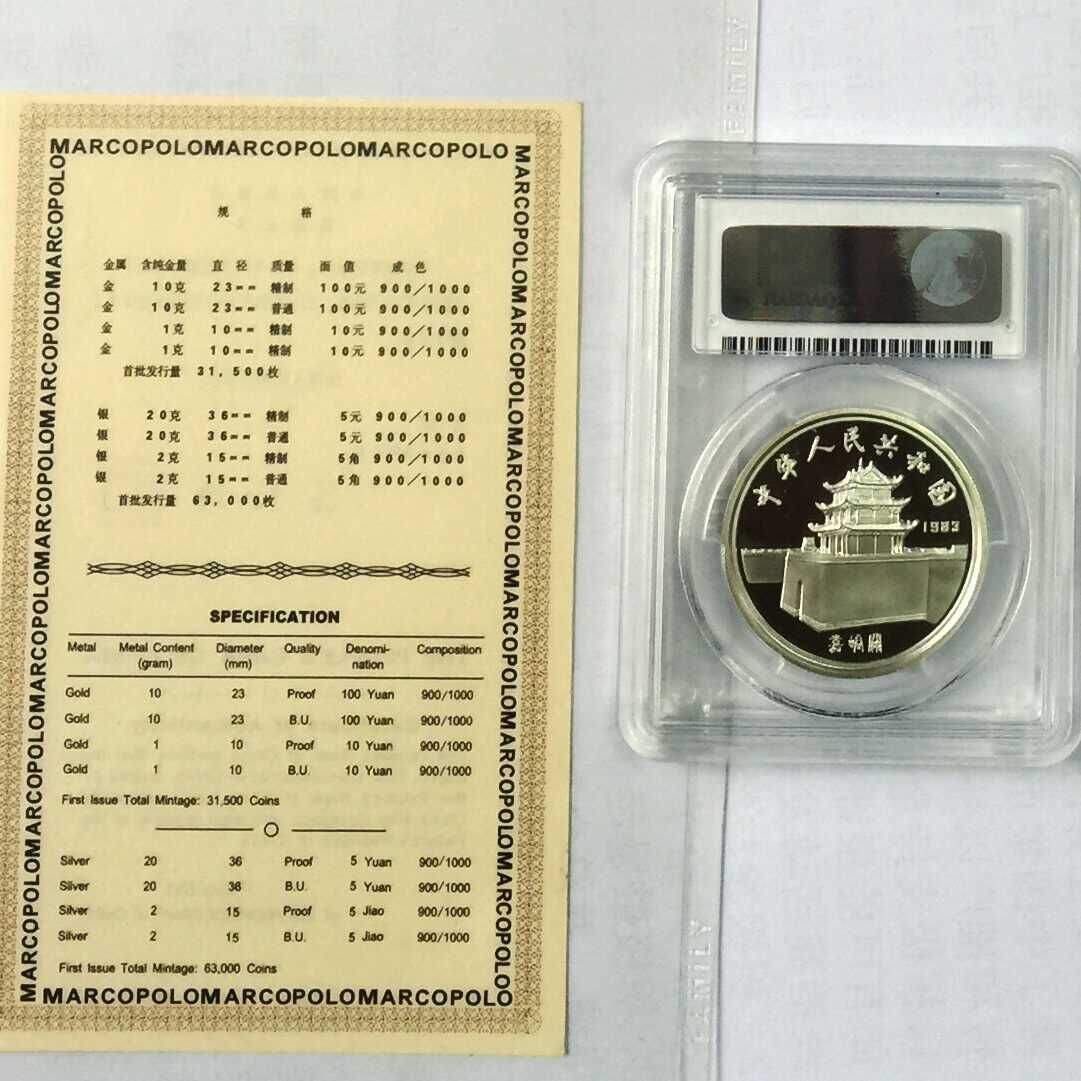 MARCOPOLOMARCOPOLOMARCOPOLO
MARCOPOLOMARCOPOLOMARCOPOLOMARCOPOLOMARCOPOLO
MARCOPOLOMARCOPOLOMARCOPOLOMARCOPOLOMARCOPOLOO
规 格
金属 含纯金量 直 径 质量 面 值 成 色
金 10克 23mm 精制 100元 900/1000
金 10克 23mm 普通 100元 900/1000
金 1克 10mm 精制 10元 900/1000
金 1克 10mm 精制 10元 900/1000
首批发行量 31,500枚
银 20克 36mm 精制 5元 900/1000
银 20克 36mm 普通 5元 900/1000
银 2克 15mm 精制 5角 900/1000
银 2克 15mm 普通 5角 900/1000
首批发行量 63,000枚
SPECIFICATION
Metal Metal Content (gram) Diameter (mm) Quality Denomi-nation Composition
Gold 10 23 Proof 100 Yuan 900/1000
Gold 10 23 B.U. 100 Yuan 900/1000
Gold 1 10 Proof 10 Yuan 900/1000
Gold 1 10 B.U. 10 Yuan 900/1000
First Issue Total Mintage: 31,500 Coins
Silver 20 36 Proof 5 Yuan 900/1000
Silver 20 36 B.U. 5 Yuan 900/1000
Silver 2 15 Proof 5 Jiao 900/1000
Silver 2 15 B.U. 5 Jiao 900/1000
First Issue Total Mintage: 63,000 Coins
MARCOPOLOMARCOPOLOMARCOPOLO
FAMILY
中华人民共和国
1983
嘉峪關
FAMILY